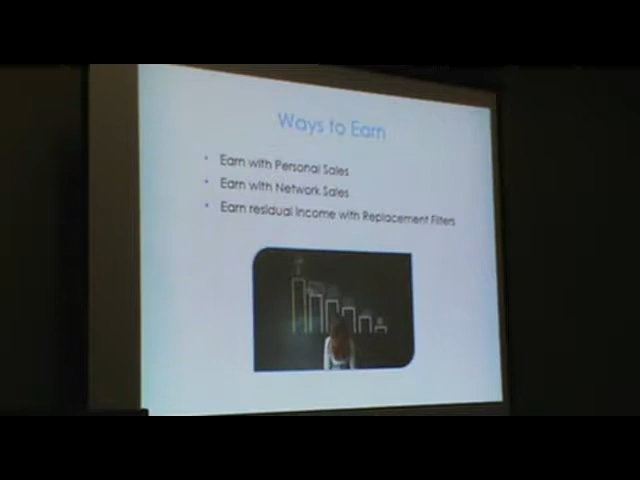 Ways to Earn
• Earn with Personal Sales
• Earn with Network Sales
• Earn residual income with Replacement Filters